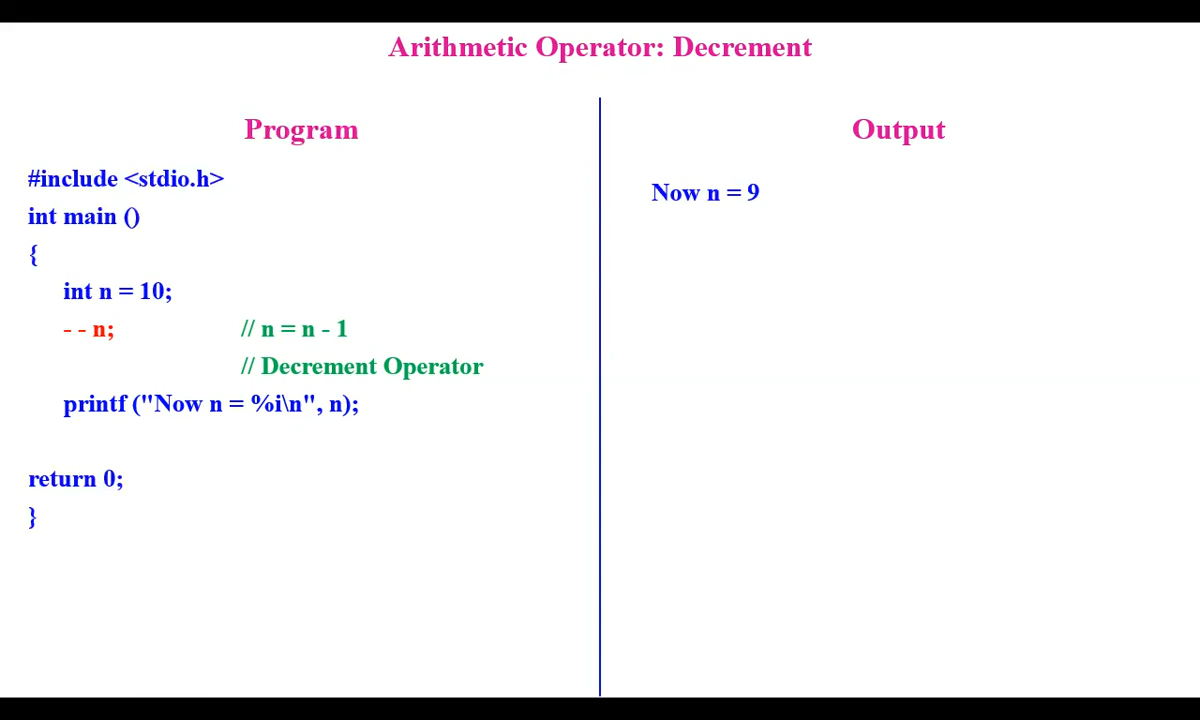 Arithmetic Operator: Decrement
Program
#include <stdio.h>
int main ()
{
int n = 10;
- - n; // n = n - 1
// Decrement Operator
printf ("Now n = %i\n", n);
return 0;
}
Output
Now n = 9